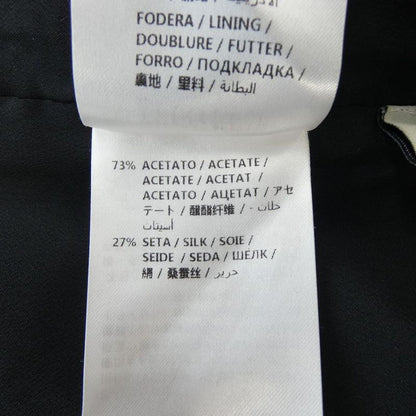 FODERA / LINING /
DOUBLURE / FUTTER /
FORRO / ПОДКЛАДКА /
裏地 / 里料 / البطانة
73% ACETATO / ACETATE /
ACETATE / ACETAT /
ACETATO / АЦЕТАТ / アセ
テート / 醋酯纤维 / خلات -
أسيتات
27% SETA / SILK / SOIE /
SEIDE / SEDA / ШЕЛК /
絹 / 桑蚕丝 / حرير